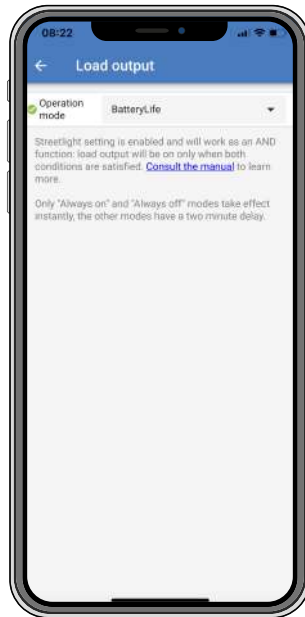 08:22
Load output
Operation mode
BatteryLife
Streetlight setting is enabled and will work as an AND
function: load output will be on only when both
conditions are satisfied. Consult the manual to learn
more.
Only "Always on" and "Always off" modes take effect
instantly, the other modes have a two minute delay.